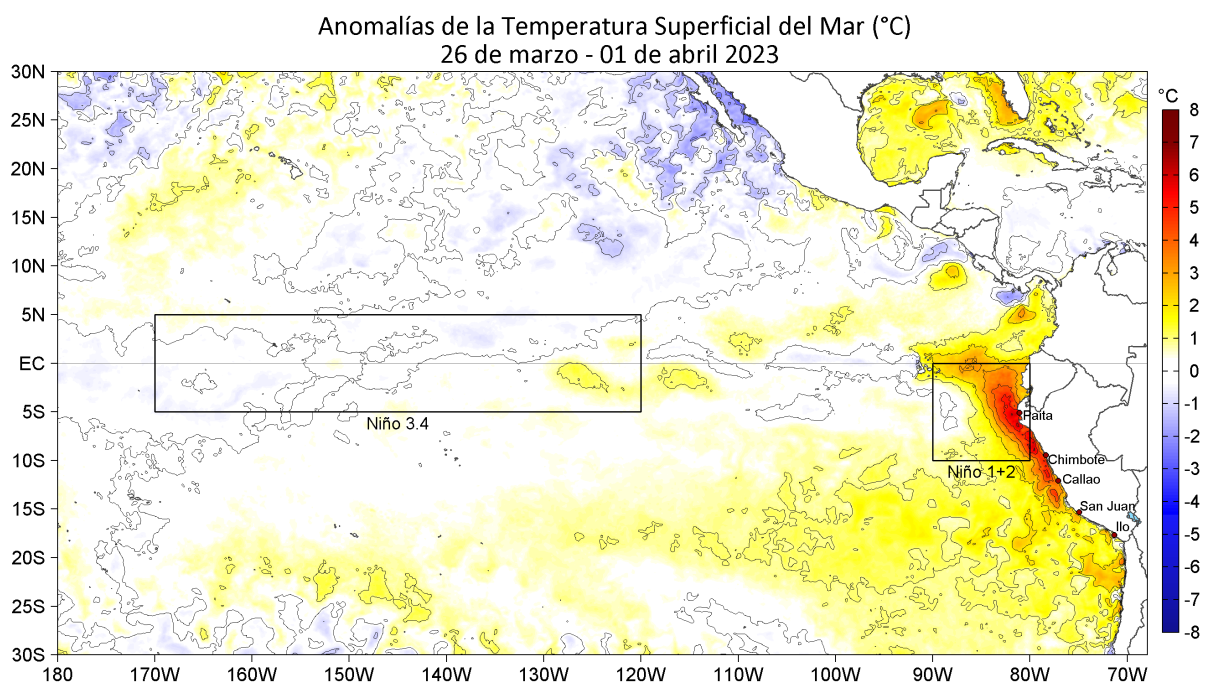 Anomalías de la Temperatura Superficial del Mar (°C)
26 de marzo - 01 de abril 2023
°C
30N
25N
20N
15N
10N
5N
EC
5S
10S
15S
20S
25S
30S
Niño 3.4
Niño 1+2
Paita
Chimbote
Callao
San Juan
Ilo
8
7
6
5
4
3
2
1
0
-1
-2
-3
-4
-5
-6
-7
-8
180 170W 160W 150W 140W 130W 120W 110W 100W 90W 80W 70W